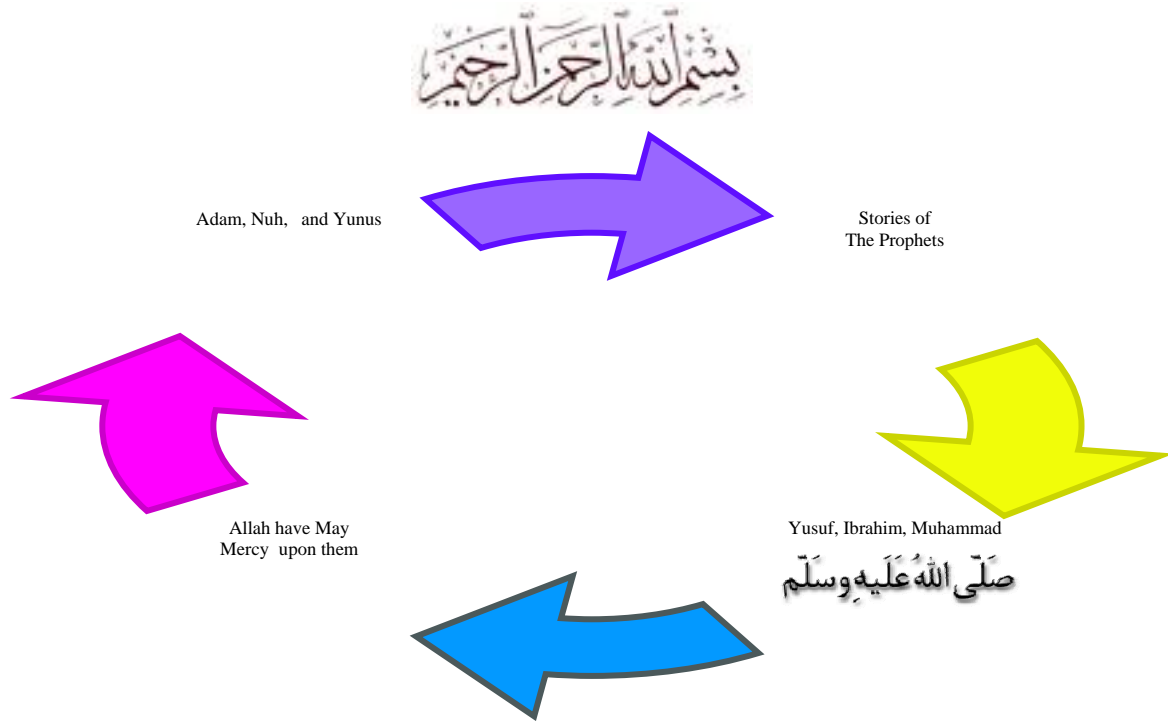 بِسْمِ اللَّهِ الرَّحْمَنِ الرَّحِيمِ
Adam, Nuh, and Yunus
Stories of
The Prophets
Allah have May
Mercy upon them
Yusuf, Ibrahim, Muhammad
صَلّى اللهُ عَلَيهِ وسَلّم